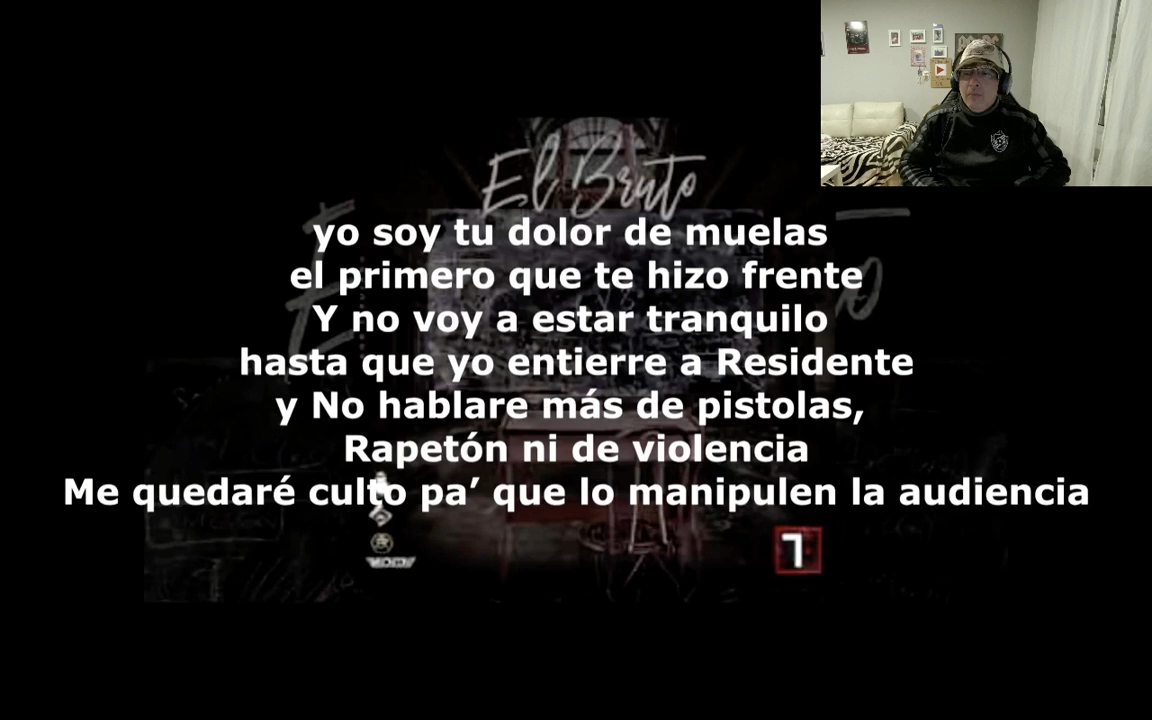 El Bruto
yo soy tu dolor de muelas
el primero que te hizo frente
Y no voy a estar tranquilo
hasta que yo entierre a Residente
y No hablare más de pistolas,
Rapetón ni de violencia
Me quedaré culto pa’ que lo manipulen la audiencia